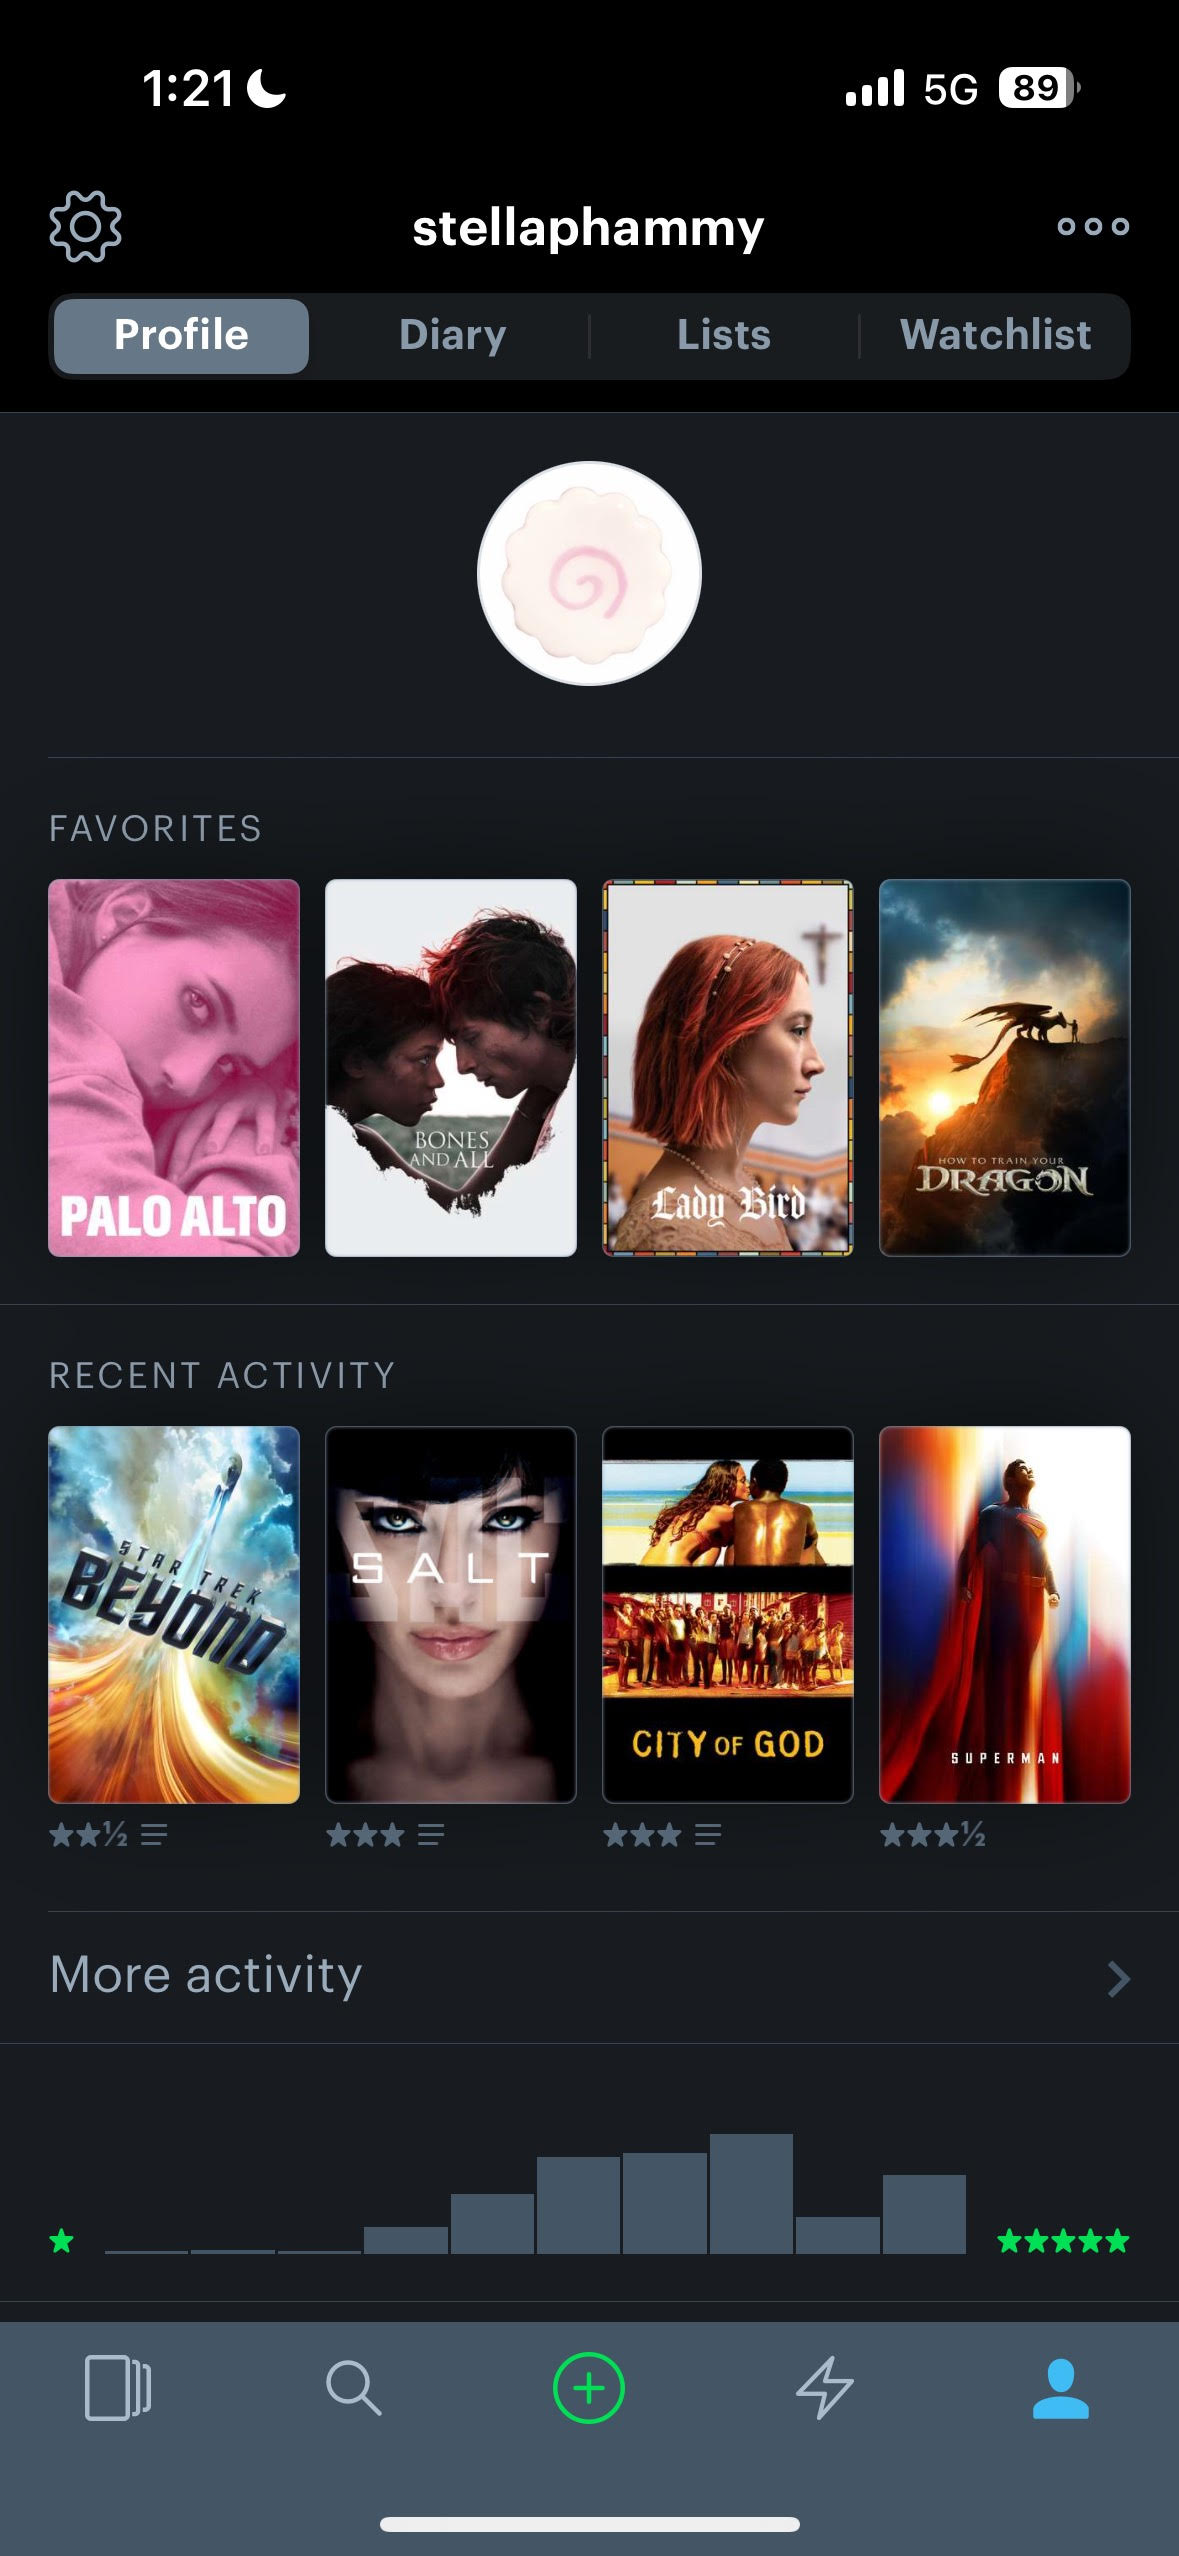 1:21
5G 89
stellaphammy
Profile Diary Lists Watchlist
FAVORITES
PALO ALTO
BONES
AND ALL
Lady Bird
HOW TO TRAIN YOUR
DRAGON
RECENT ACTIVITY
STAR TREK
BEYOND
SALT
CITY OF GOD
SUPERMAN
★★½ ★★★ ★★★ ★★★½
More activity
★ ★★★★★